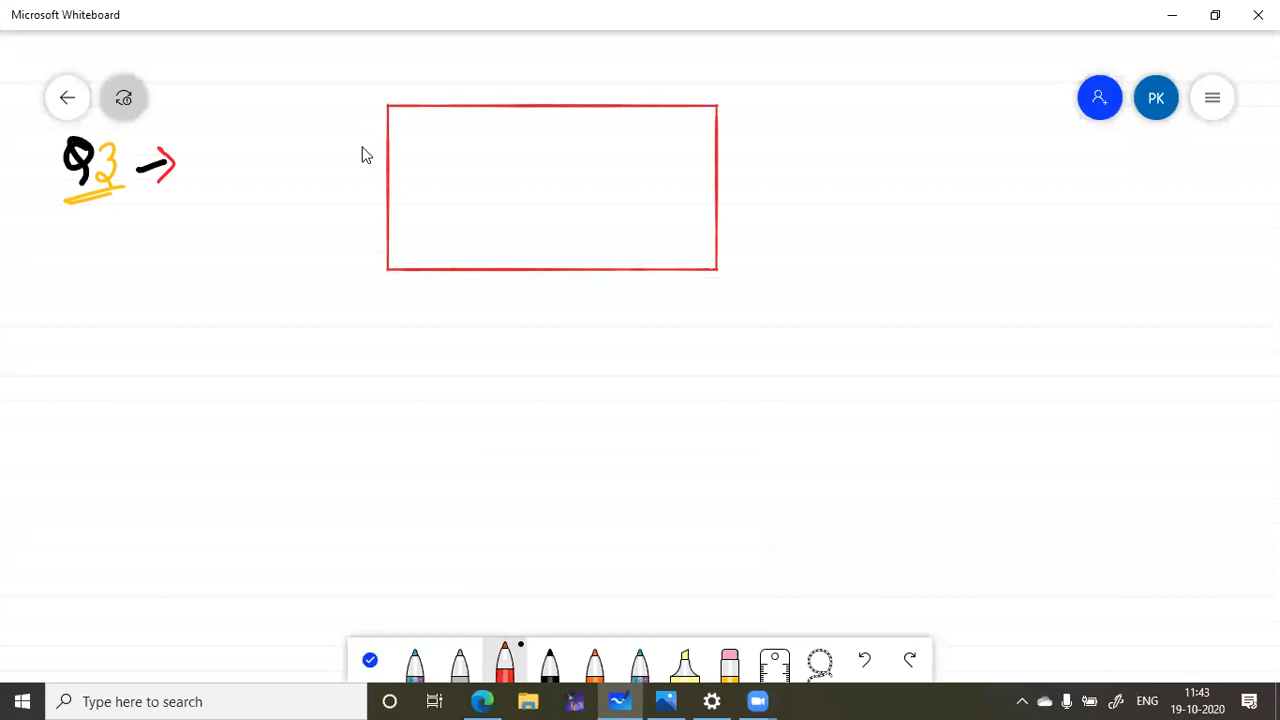 Microsoft Whiteboard
PK
Q3 →
Type here to search
ENG
11:43
19-10-2020